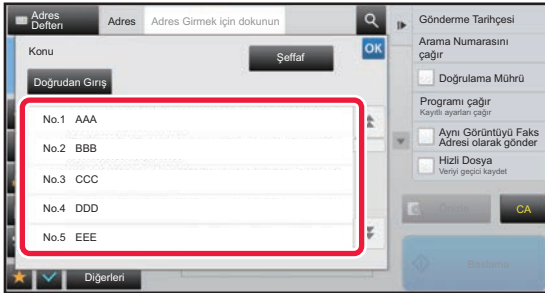 Adres
Defteri
Adres
Adres Girmek için dokunun
Konu
Şeffaf
OK
Doğrudan Giriş
No.1 AAA
No.2 BBB
No.3 CCC
No.4 DDD
No.5 EEE
Diğerleri
Gönderme Tarihçesi
Arama Numarasını
çağır
Doğrulama Mührü
Programı çağır
Kayıtlı ayarları çağır
Aynı Görüntüyü Faks
Adresi olarak gönder
Hizli Dosya
Veriyi geçici kaydet
CA